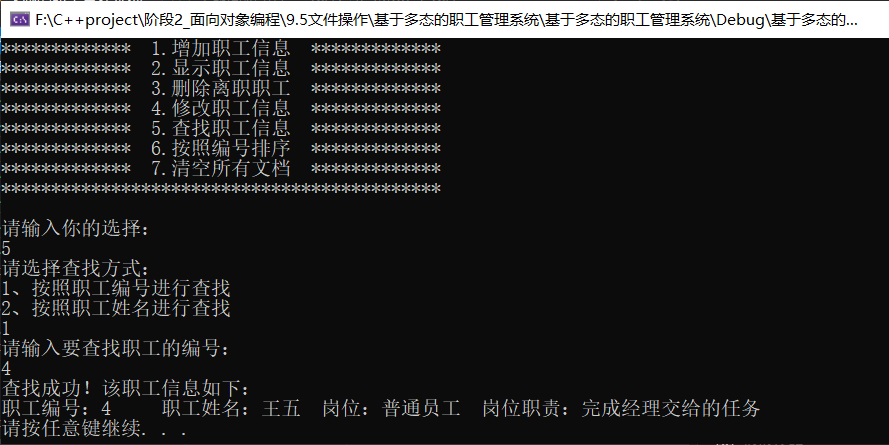 F:\C++project\阶段2_面向对象编程\9.5文件操作\基于多态的职工管理系统\基于多态的职工管理系统\Debug\基于多态的...
************* 1.增加职工信息 *************
************* 2.显示职工信息 *************
************* 3.删除离职职工 *************
************* 4.修改职工信息 *************
************* 5.查找职工信息 *************
************* 6.按照编号排序 *************
************* 7.清空所有文档 *************
********************************************
请输入你的选择:
5
请选择查找方式:
1、按照职工编号进行查找
2、按照职工姓名进行查找
1
请输入要查找职工的编号:
4
查找成功！该职工信息如下:
职工编号: 4 职工姓名: 王五 岗位: 普通员工 岗位职责: 完成经理交给的任务
请按任意键继续. . .